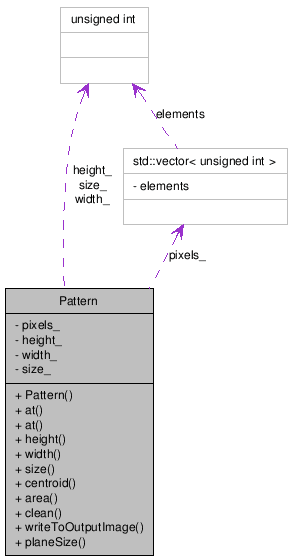 unsigned int
elements
std::vector< unsigned int >
- elements
height_
size_
width_
pixels_
Pattern
- pixels_
- height_
- width_
- size_
+ Pattern()
+ at()
+ at()
+ height()
+ width()
+ size()
+ centroid()
+ area()
+ clean()
+ writeToOutputImage()
+ planeSize()